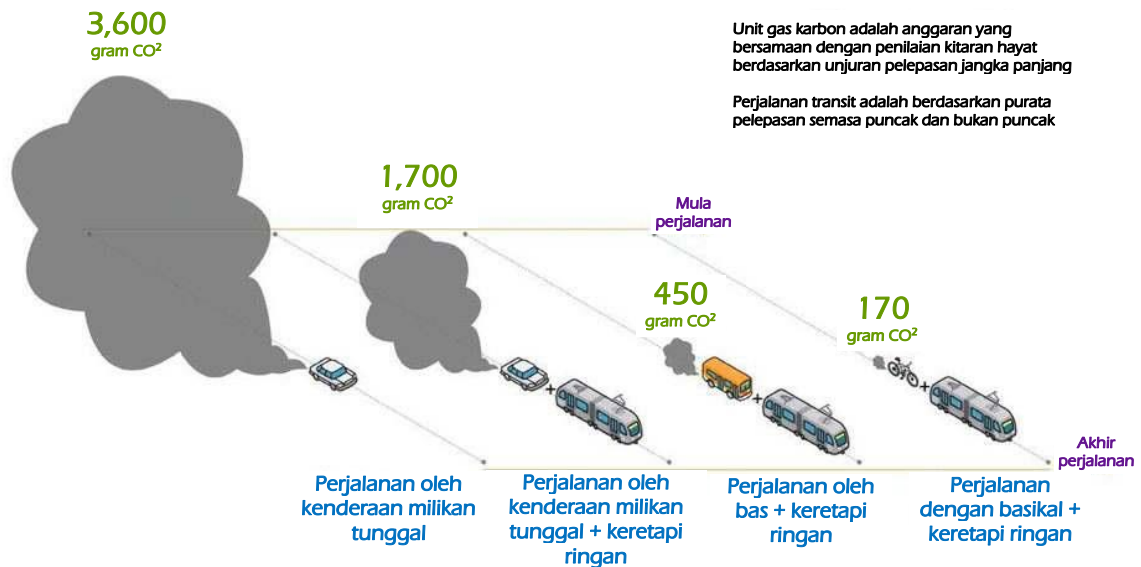 3,600
gram CO²
Unit gas karbon adalah anggaran yang
bersamaan dengan penilaian kitaran hayat
berdasarkan unjuran pelepasan jangka panjang
Perjalanan transit adalah berdasarkan purata
pelepasan semasa puncak dan bukan puncak
1,700
gram CO²
Mula
perjalanan
450
gram CO²
170
gram CO²
+
+
+
Akhir
perjalanan
Perjalanan oleh
kenderaan milikan
tunggal
Perjalanan oleh
kenderaan milikan
tunggal + keretapi
ringan
Perjalanan oleh
bas + keretapi
ringan
Perjalanan
dengan basikal +
keretapi ringan